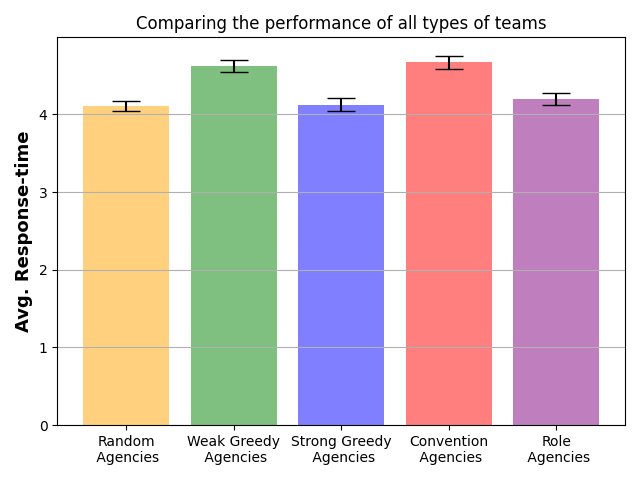 Comparing the performance of all types of teams
Avg. Response-time
4
3
2
1
0
Random
Agencies
Weak Greedy
Agencies
Strong Greedy
Agencies
Convention
Agencies
Role
Agencies